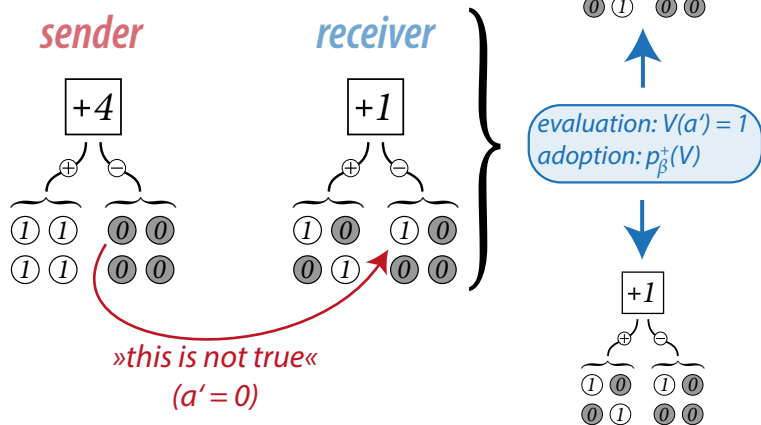 sender receiver
0 1 0 0
+4 +1
evaluation: V(a‘) = 1
adoption: p⁺β(V)
+ − + −
1 1 0 0 1 0 1 0
1 1 0 0 0 1 0 0
»this is not true«
(a‘ = 0)
+1
+ −
1 0 1 0
0 1 0 0